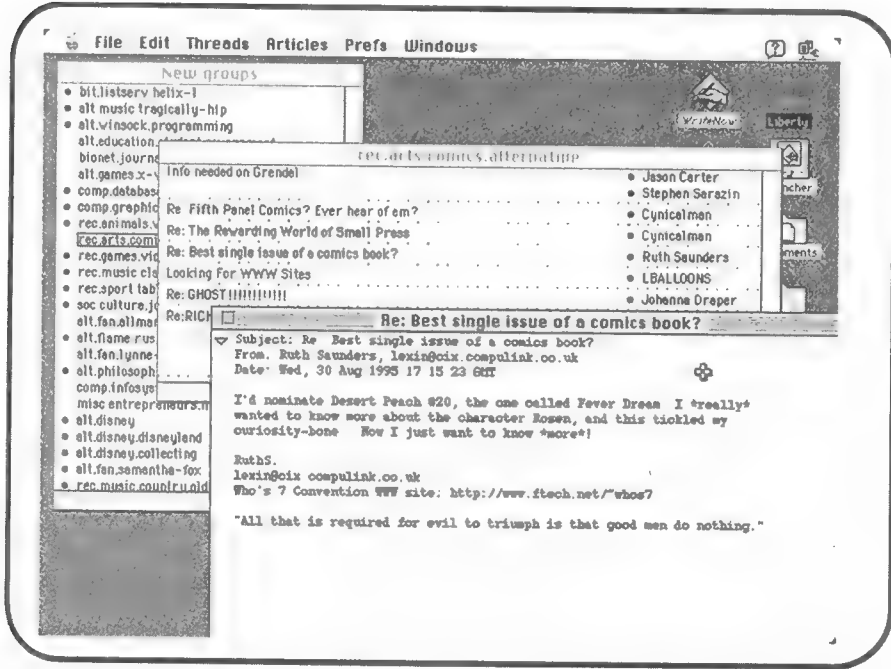 File Edit Threads Articles Prefs Windows
New groups
bit.listserv helix-l
alt music tragically-hip
alt.winsock.programming
alt.education
bionet.journa
alt.games.x-
comp.databas
comp.graphic
rec.animals.
rec.arts.com
rec.games.vid
rec.music cla
rec.sport tab
soc culture.je
alt.fan.allmar
alt.flame rus
alt.fan.lynne-
alt.philosoph
comp.infosys
misc entrepreneurs.m
alt.disney
alt.disney.disneyland
alt.disney.collecting
alt.fan.samantha-fox
rec.music country.old
WriteNow
Liberty
ncher
ments
rec.arts.comics.alternative
Info needed on Grendel
Jason Carter
Stephen Sarazin
Re Fifth Panel Comics? Ever hear of em?
Cynicalman
Re: The Rewarding World of Small Press
Cynicalman
Re: Best single issue of a comics book?
Ruth Saunders
Looking For WWW Sites
LBALLOONS
Re: GHOST!!!!!!!!!!!!
Johanna Draper
Re:RICH
Re: Best single issue of a comics book?
Subject: Re Best single issue of a comics book?
From. Ruth Saunders, lexin@cix.compulink.co.uk
Date: Wed, 30 Aug 1995 17 15 23 GMT
I'd nominate Desert Peach #20, the one called Fever Dream I *really*
wanted to know more about the character Rosen, and this tickled my
curiosity-bone Now I just want to know *more*!
RuthS.
lexin@cix compulink.co.uk
Who's 7 Convention WWW site: http://www.ftech.net/~whos7
"All that is required for evil to triumph is that good men do nothing."